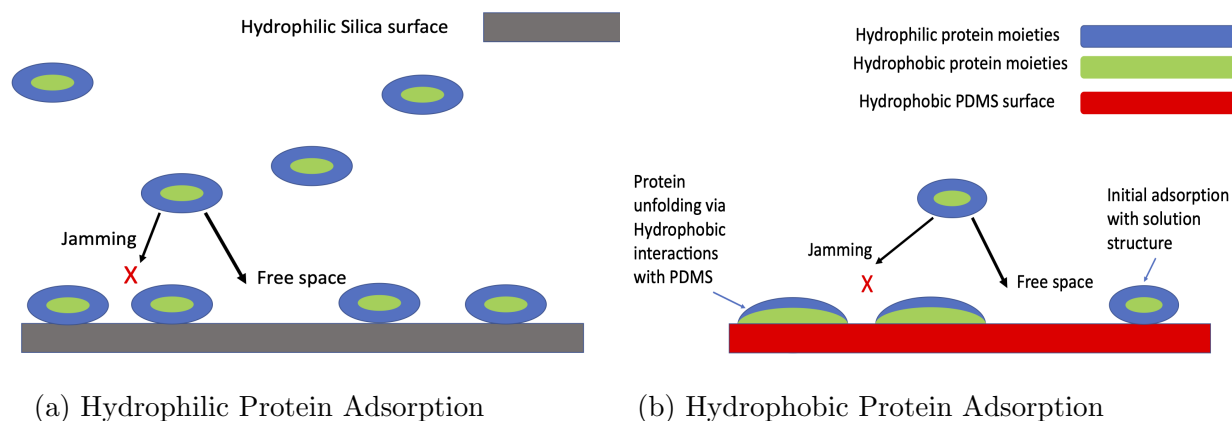 Hydrophilic Silica surface
Jamming
X
Free space
(a) Hydrophilic Protein Adsorption
Hydrophilic protein moieties
Hydrophobic protein moieties
Hydrophobic PDMS surface
Protein
unfolding via
Hydrophobic
interactions
with PDMS
Jamming
X
Free space
Initial adsorption
with solution
structure
(b) Hydrophobic Protein Adsorption